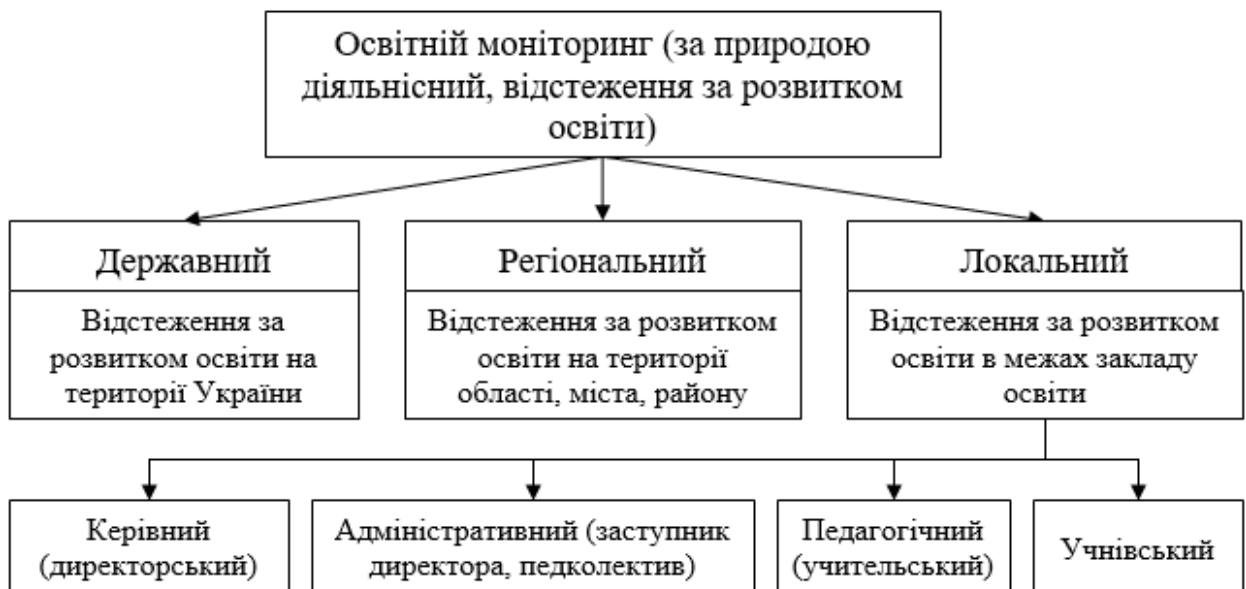 Освітній моніторинг (за природою
діяльнісний, відстеження за розвитком
освіти)
Державний
Відстеження за
розвитком освіти на
території України
Регіональний
Відстеження за розвитком
освіти на території
області, міста, району
Локальний
Відстеження за розвитком
освіти в межах закладу
освіти
Керівний
(директорський)
Адміністративний (заступник
директора, педколектив)
Педагогічний
(учительський)
Учнівський